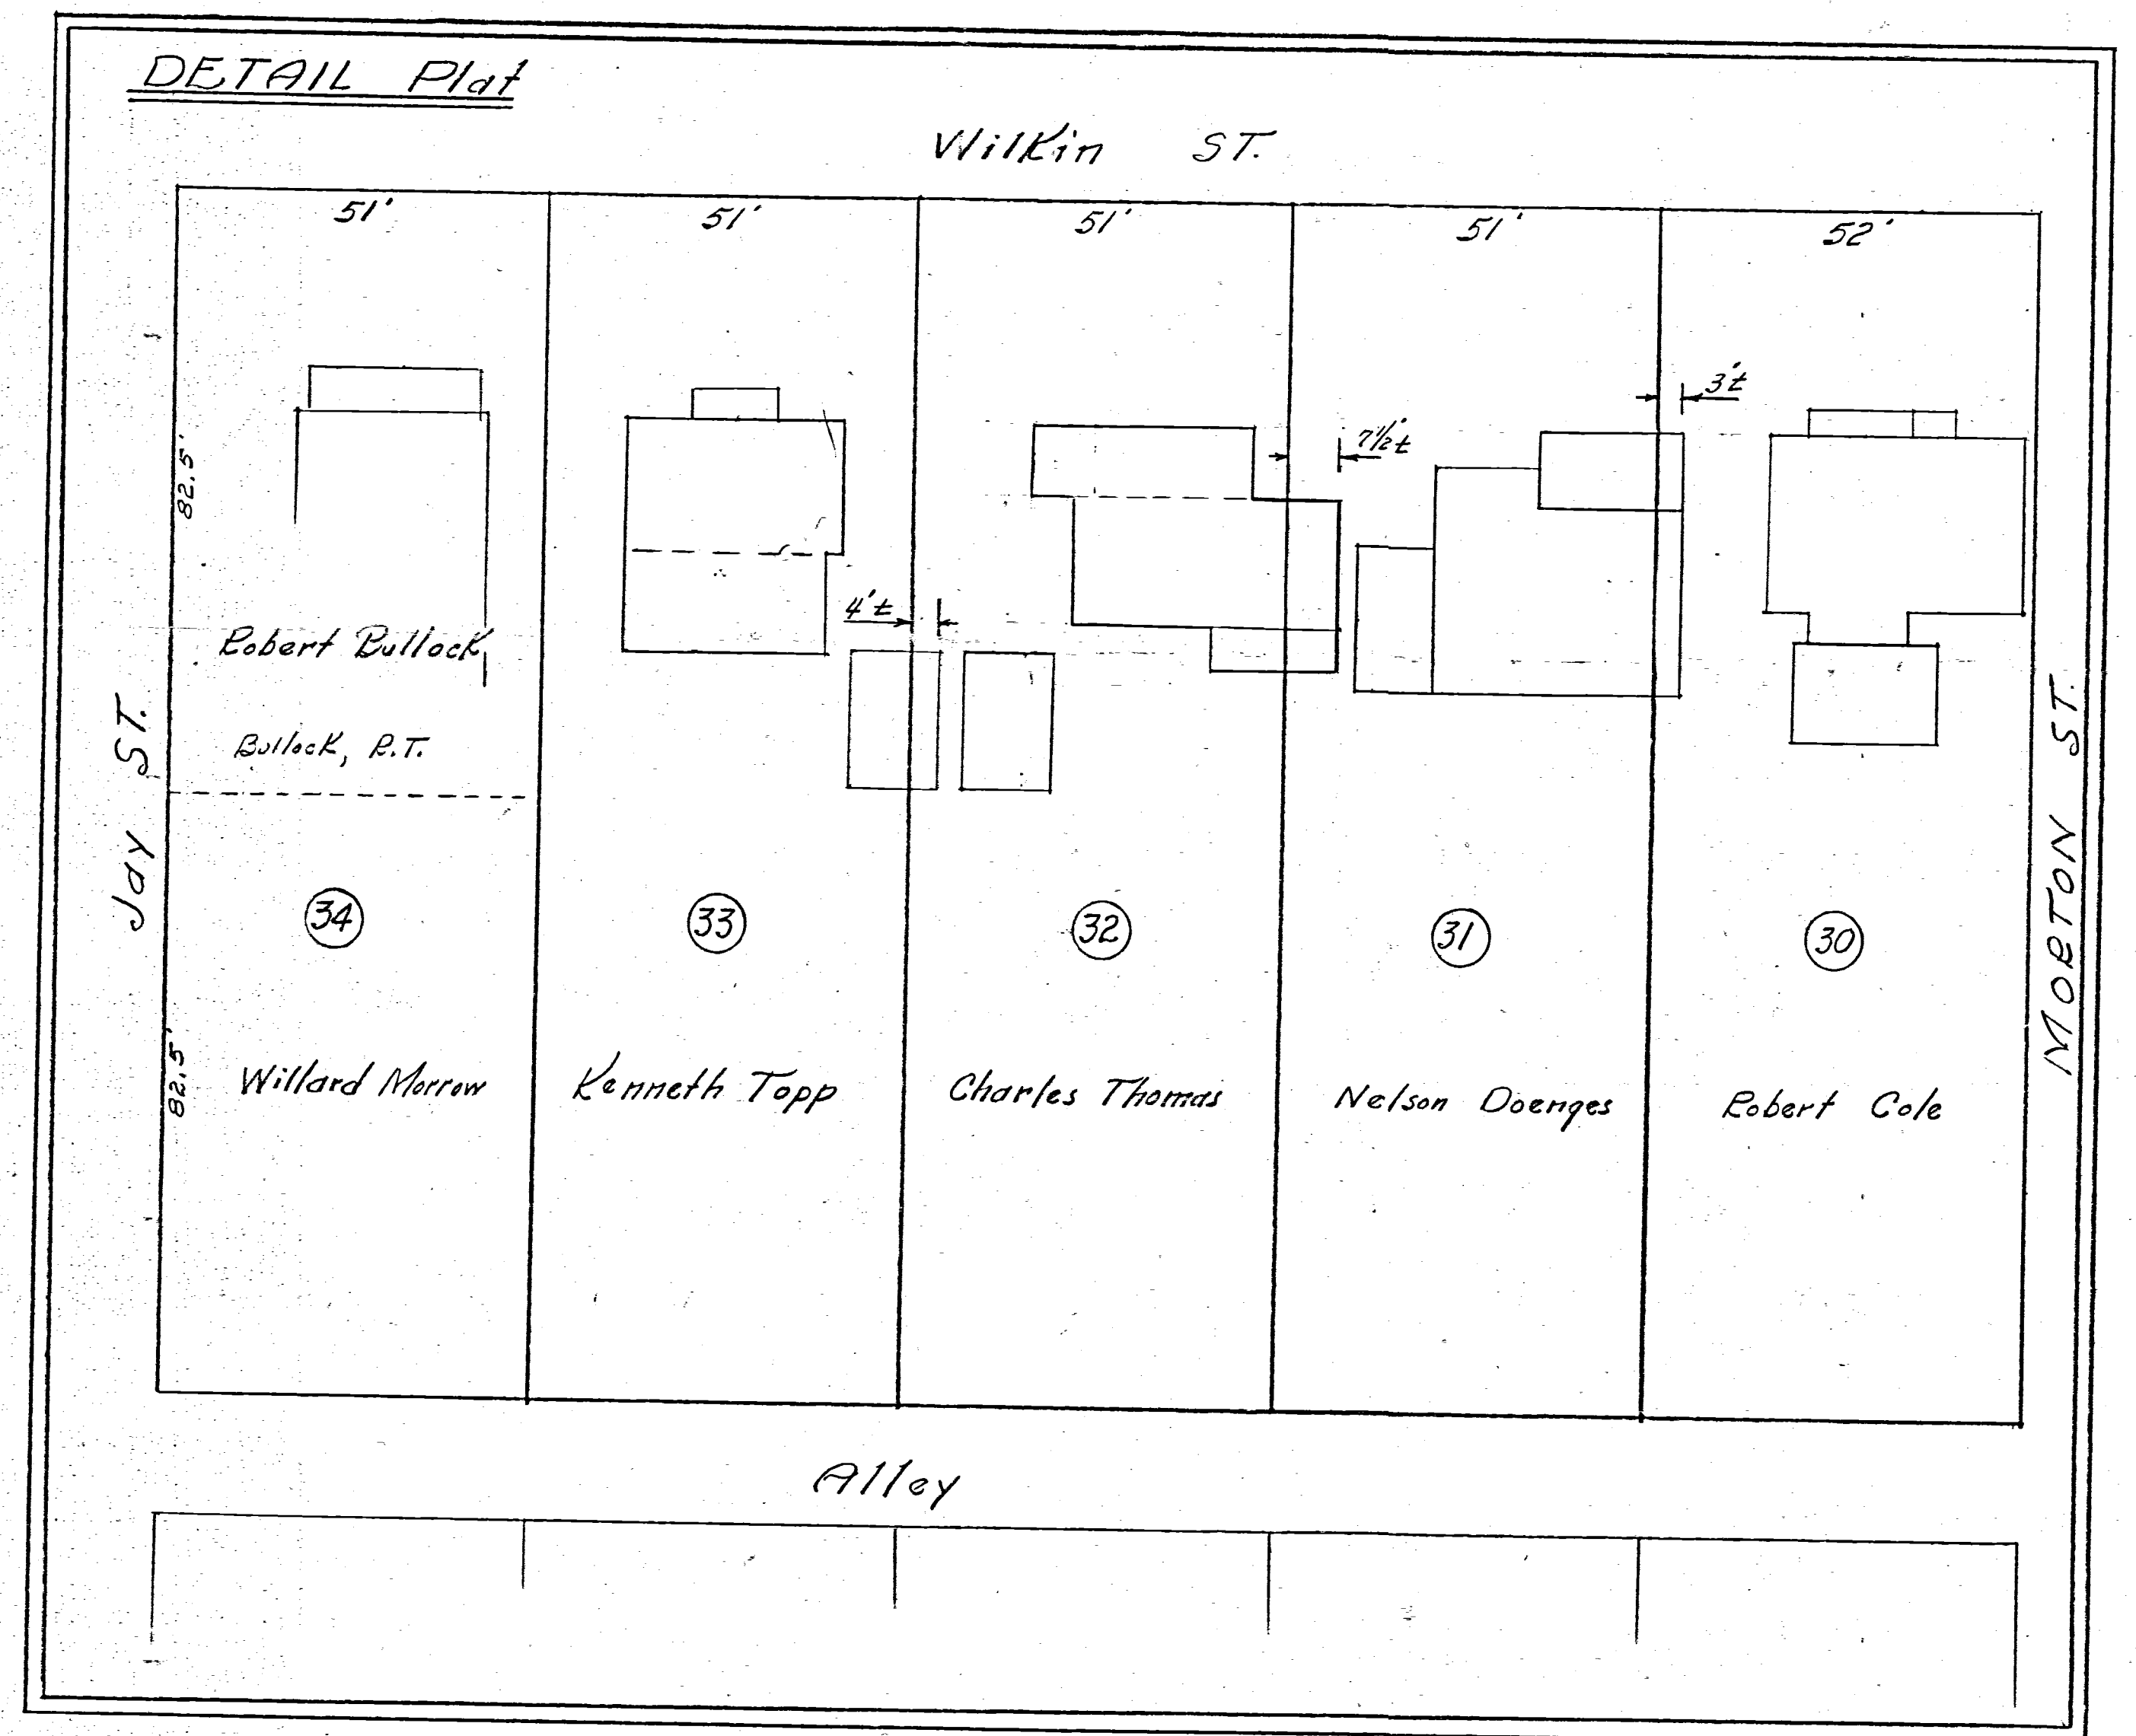 DETAIL Plat
Wilkin ST.
51' 51' 51' 51' 52'
3'±
7½'±
82.5'
4'±
Robert Bullock
Bullock, R.T.
Jay ST.
MORTON ST.
34 33 32 31 30
82.5'
Willard Morrow Kenneth Topp Charles Thomas Nelson Doenges Robert Cole
Alley